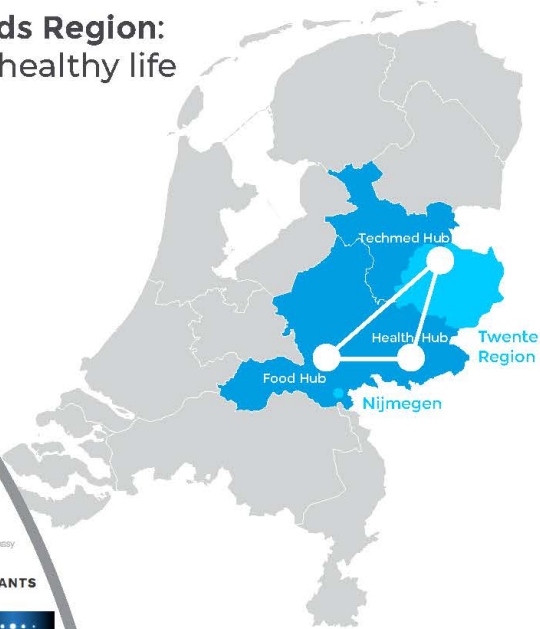 ds Region:
healthy life
Techmed Hub
Health Hub
Twente
Region
Food Hub
Nijmegen
ANTS